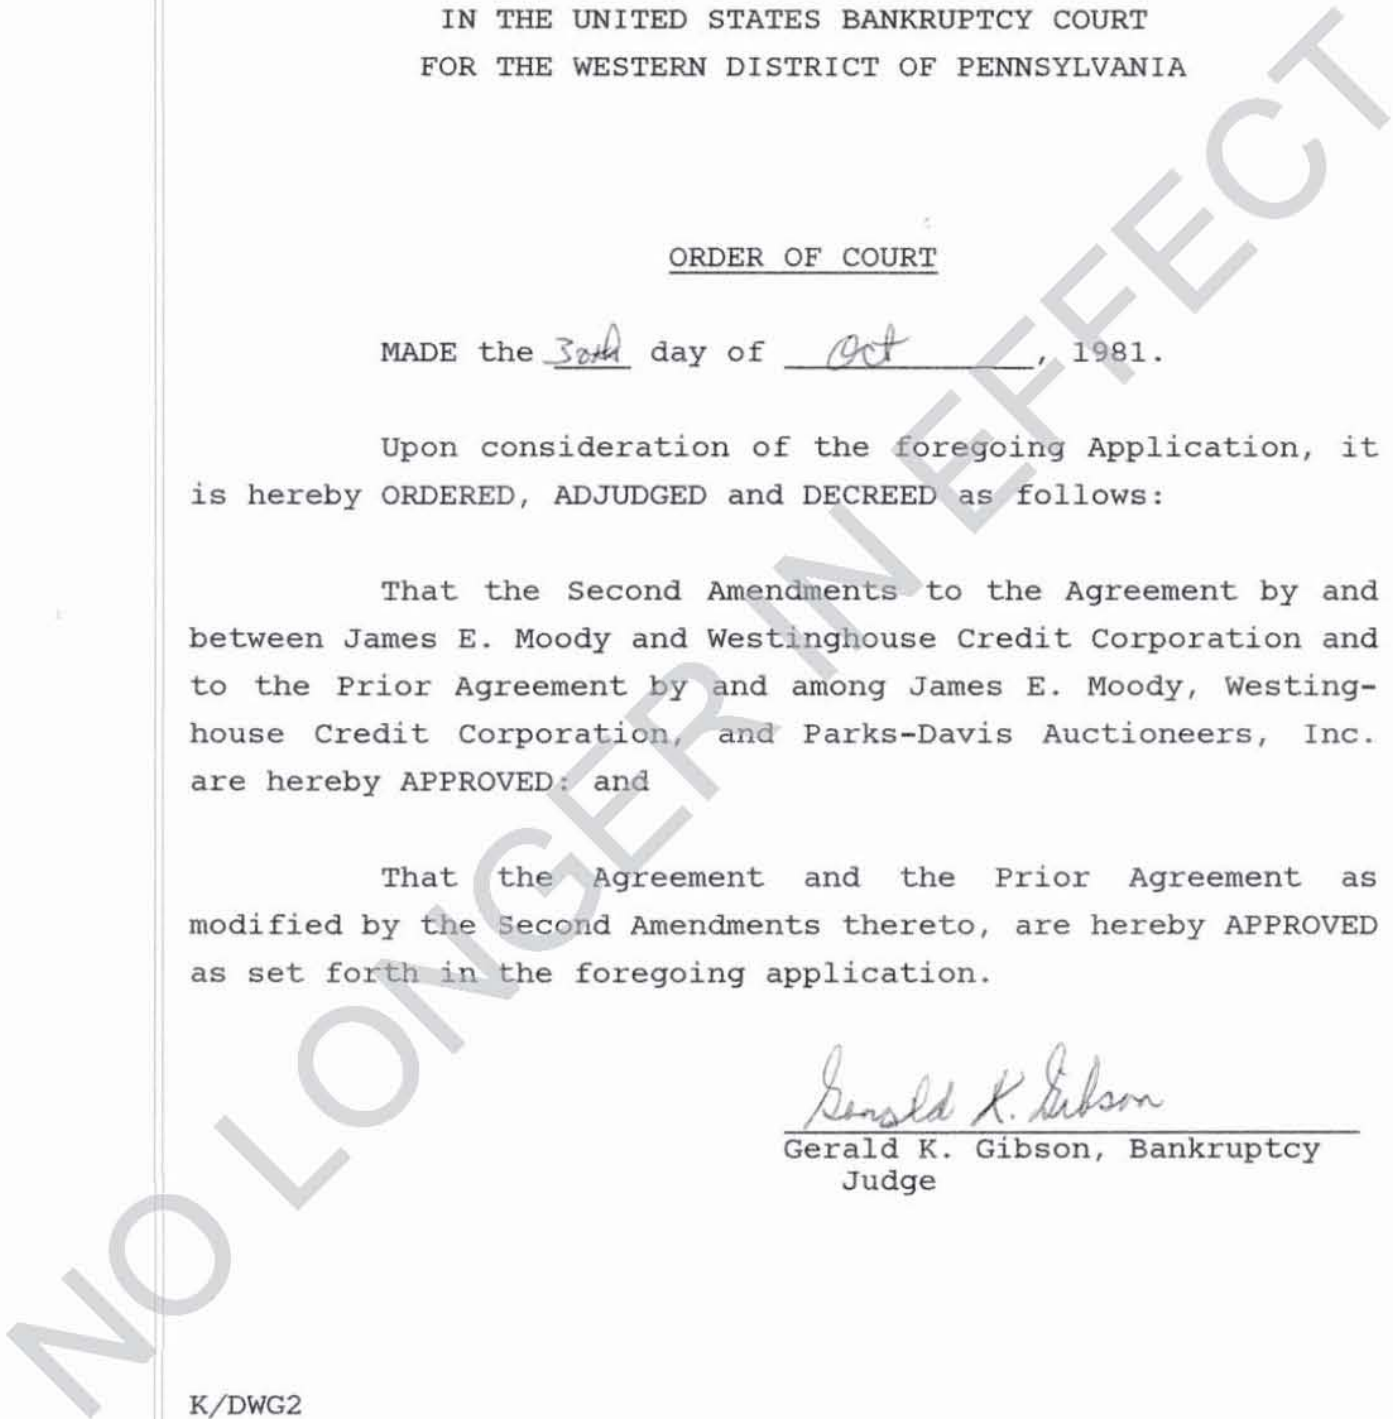 IN THE UNITED STATES BANKRUPTCY COURT
FOR THE WESTERN DISTRICT OF PENNSYLVANIA
ORDER OF COURT
MADE the 30th day of Oct, 1981.
Upon consideration of the foregoing Application, it
is hereby ORDERED, ADJUDGED and DECREED as follows:
That the Second Amendments to the Agreement by and
between James E. Moody and Westinghouse Credit Corporation and
to the Prior Agreement by and among James E. Moody, Westing-
house Credit Corporation, and Parks-Davis Auctioneers, Inc.
are hereby APPROVED: and
That the Agreement and the Prior Agreement as
modified by the Second Amendments thereto, are hereby APPROVED
as set forth in the foregoing application.
Gerald K. Gibson
Gerald K. Gibson, Bankruptcy
Judge
K/DWG2
NO LONGER IN EFFECT